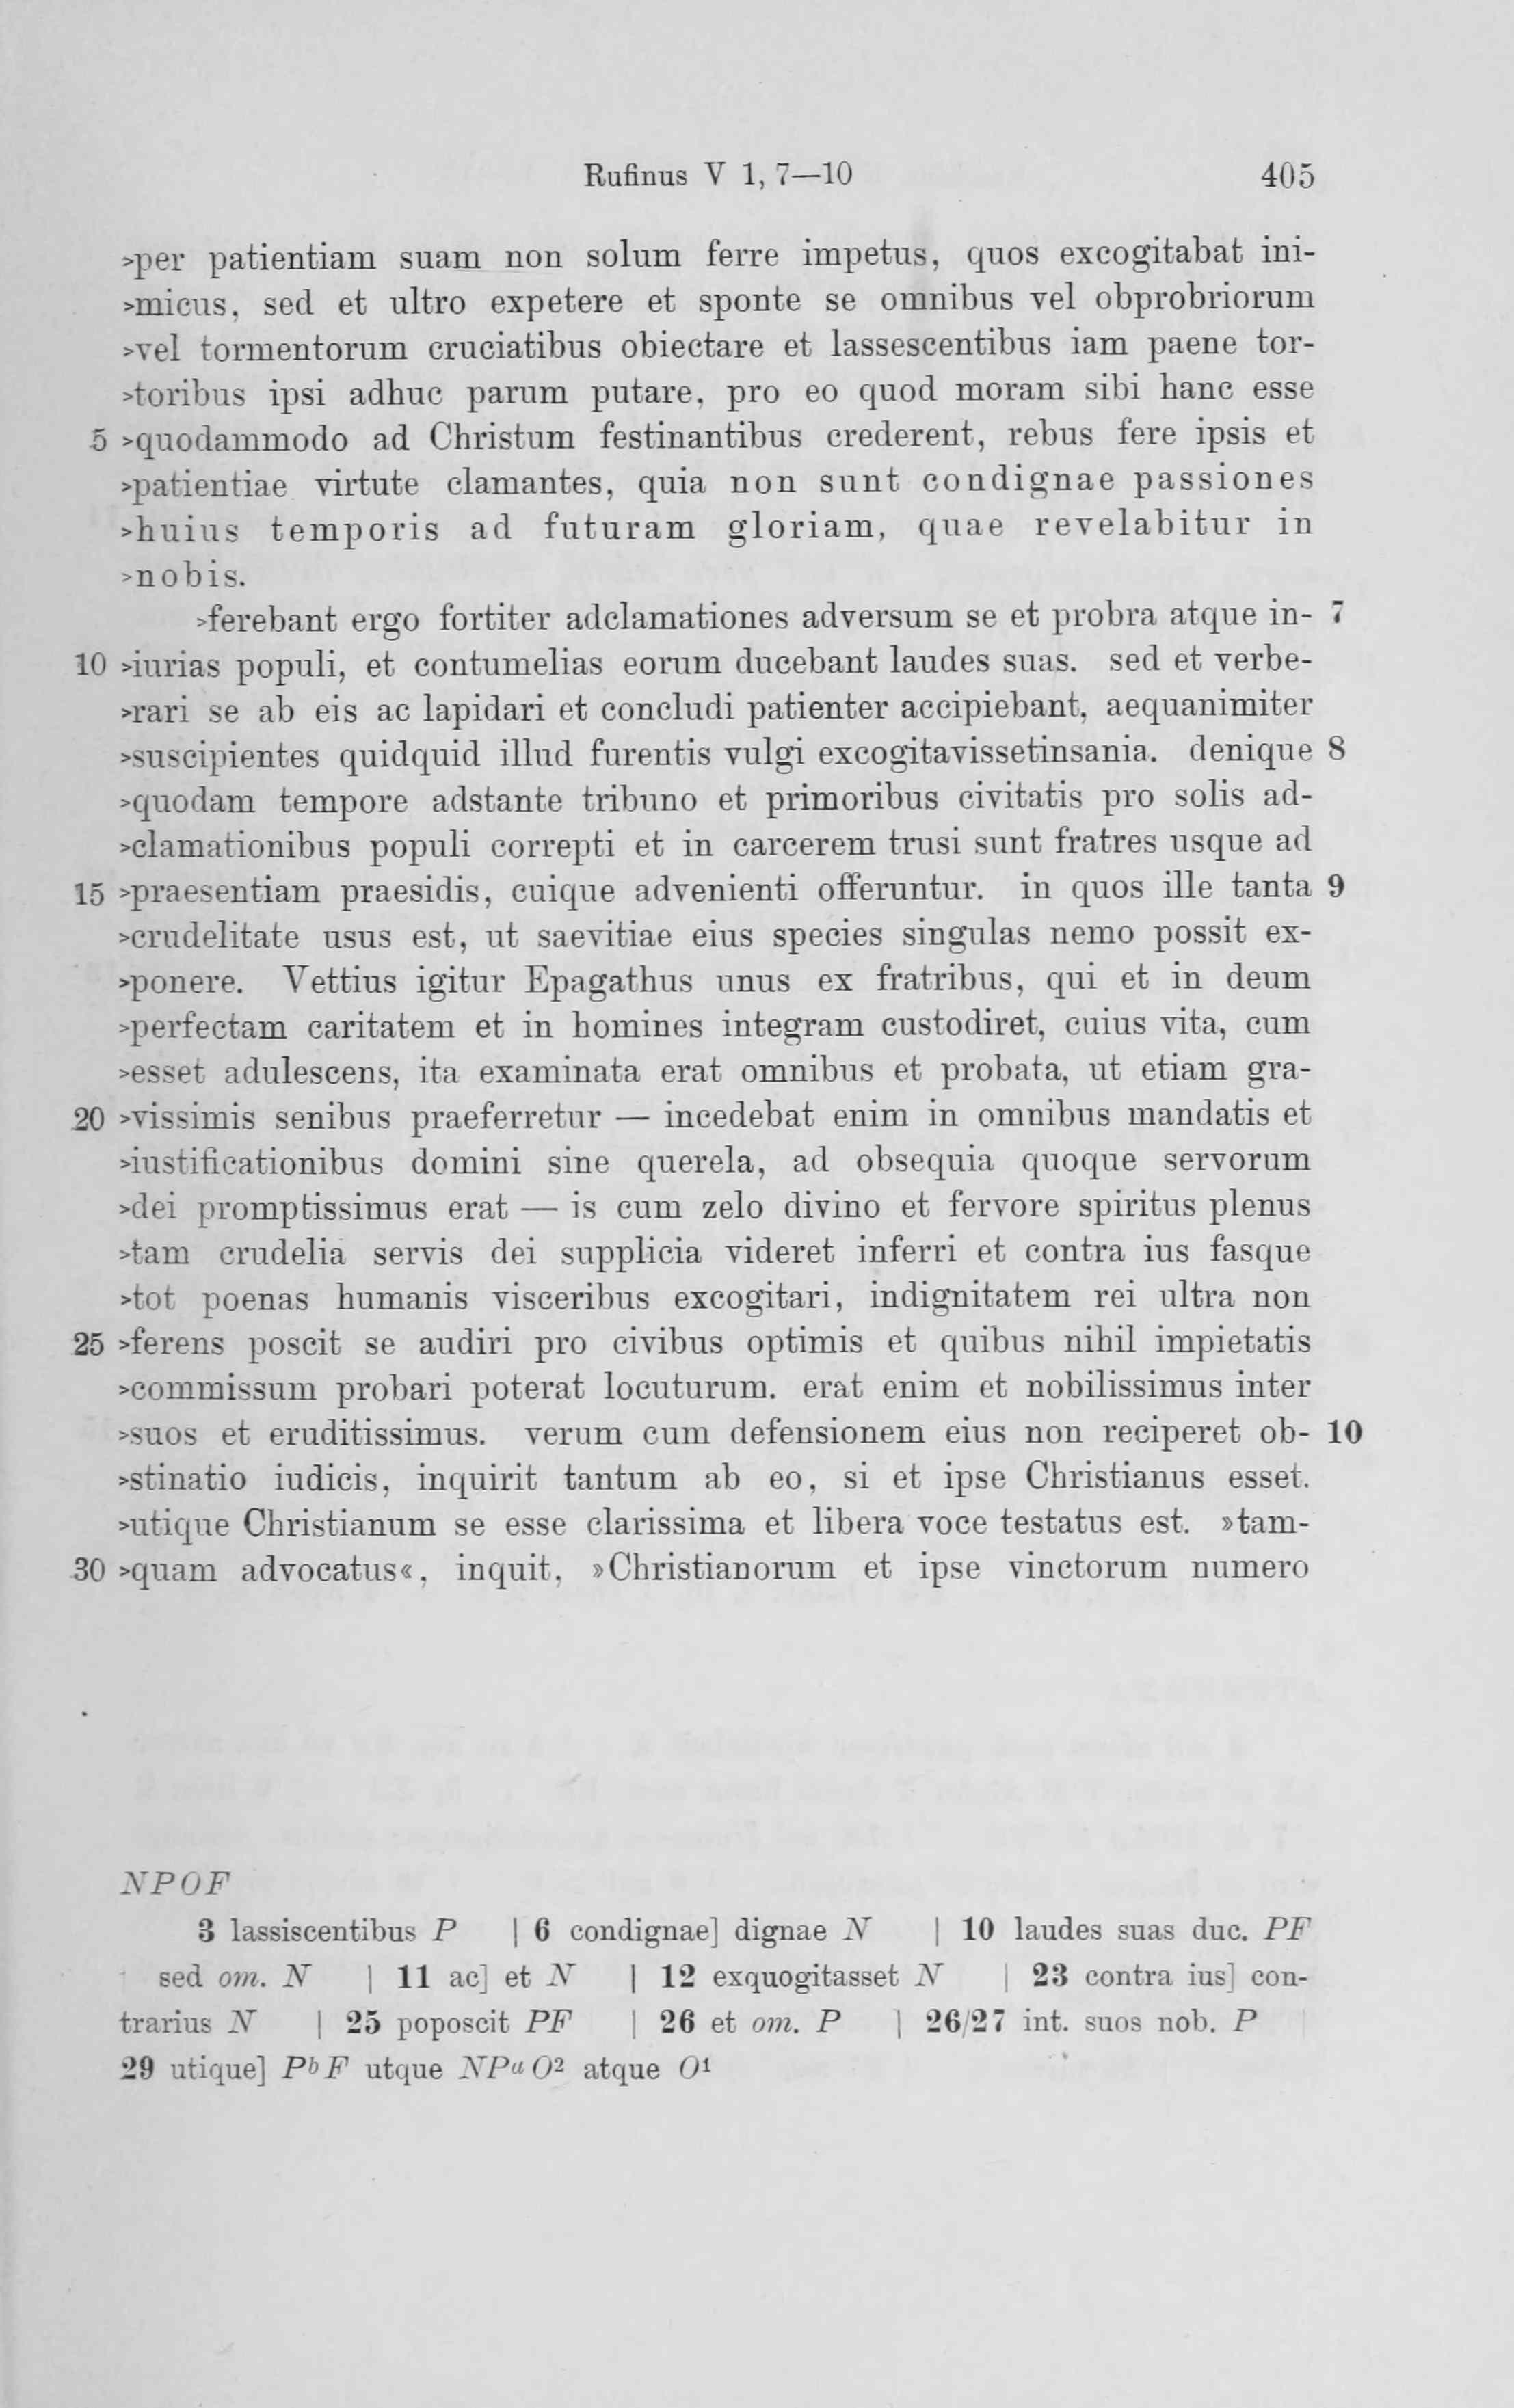 Rufinus V 1, 7—10 405
>per patientiam suam non solum ferre impetus, quos excogitabat ini-
>micus, sed et ultro expetere et sponte se omnibus vel obprobriorum
>vel tormentorum cruciatibus obiectare et lassescentibus iam paene tor-
>toribus ipsi adhuc parum putare, pro eo quod moram sibi hanc esse
5 >quodammodo ad Christum festinantibus crederent, rebus fere ipsis et
>patientiae virtute clamantes, quia non sunt condignae passiones
>huius temporis ad futuram gloriam, quae revelabitur in
>nobis.
>ferebant ergo fortiter adclamationes adversum se et probra atque in- 7
10 >iurias populi, et contumelias eorum ducebant laudes suas. sed et verbe-
>rari se ab eis ac lapidari et concludi patienter accipiebant, aequanimiter
>suscipientes quidquid illud furentis vulgi excogitavissetinsania. denique 8
>quodam tempore adstante tribuno et primoribus civitatis pro solis ad-
>clamationibus populi correpti et in carcerem trusi sunt fratres usque ad
15 >praesentiam praesidis, cuique advenienti offeruntur. in quos ille tanta 9
>crudelitate usus est, ut saevitiae eius species singulas nemo possit ex-
>ponere. Vettius igitur Epagathus unus ex fratribus, qui et in deum
>perfectam caritatem et in homines integram custodiret, cuius vita, cum
>esset adulescens, ita examinata erat omnibus et probata, ut etiam gra-
20 >vissimis senibus praeferretur — incedebat enim in omnibus mandatis et
>iustificationibus domini sine querela, ad obsequia quoque servorum
>dei promptissimus erat — is cum zelo divino et fervore spiritus plenus
>tam crudelia servis dei supplicia videret inferri et contra ius fasque
>tot poenas humanis visceribus excogitari, indignitatem rei ultra non
25 >ferens poscit se audiri pro civibus optimis et quibus nihil impietatis
>commissum probari poterat locuturum. erat enim et nobilissimus inter
>suos et eruditissimus. verum cum defensionem eius non reciperet ob- 10
>stinatio iudicis, inquirit tantum ab eo, si et ipse Christianus esset.
>utique Christianum se esse clarissima et libera voce testatus est. »tam-
30 >quam advocatus«, inquit, »Christianorum et ipse vinctorum numero
NPOF
3 lassiscentibus P | 6 condignae] dignae N | 10 laudes suas duc. PF
sed om. N | 11 ac] et N | 12 exquogitasset N | 23 contra ius] con-
trarius N | 25 poposcit PF | 26 et om. P | 26/27 int. suos nob. P
29 utique] PᵇF utque NPᵃO² atque O¹